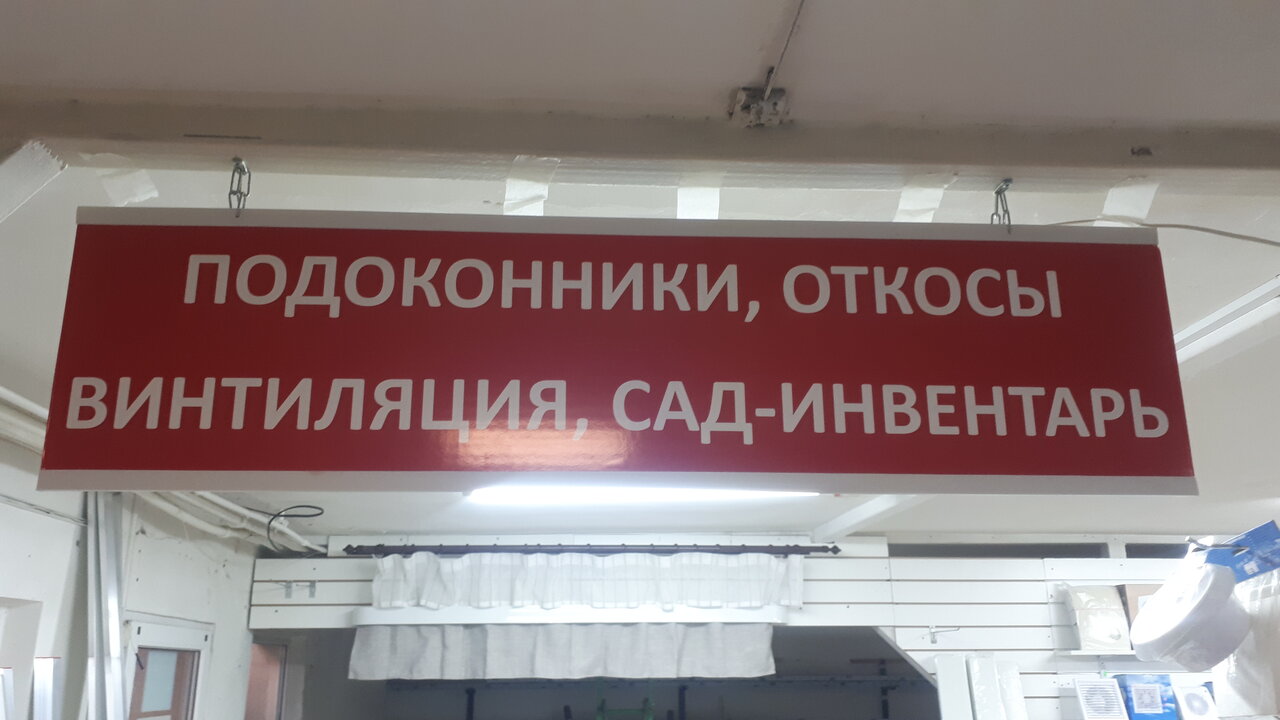 ПОДОКОННИКИ, ОТКОСЫ
ВИНТИЛЯЦИЯ, САД-ИНВЕНТАРЬ